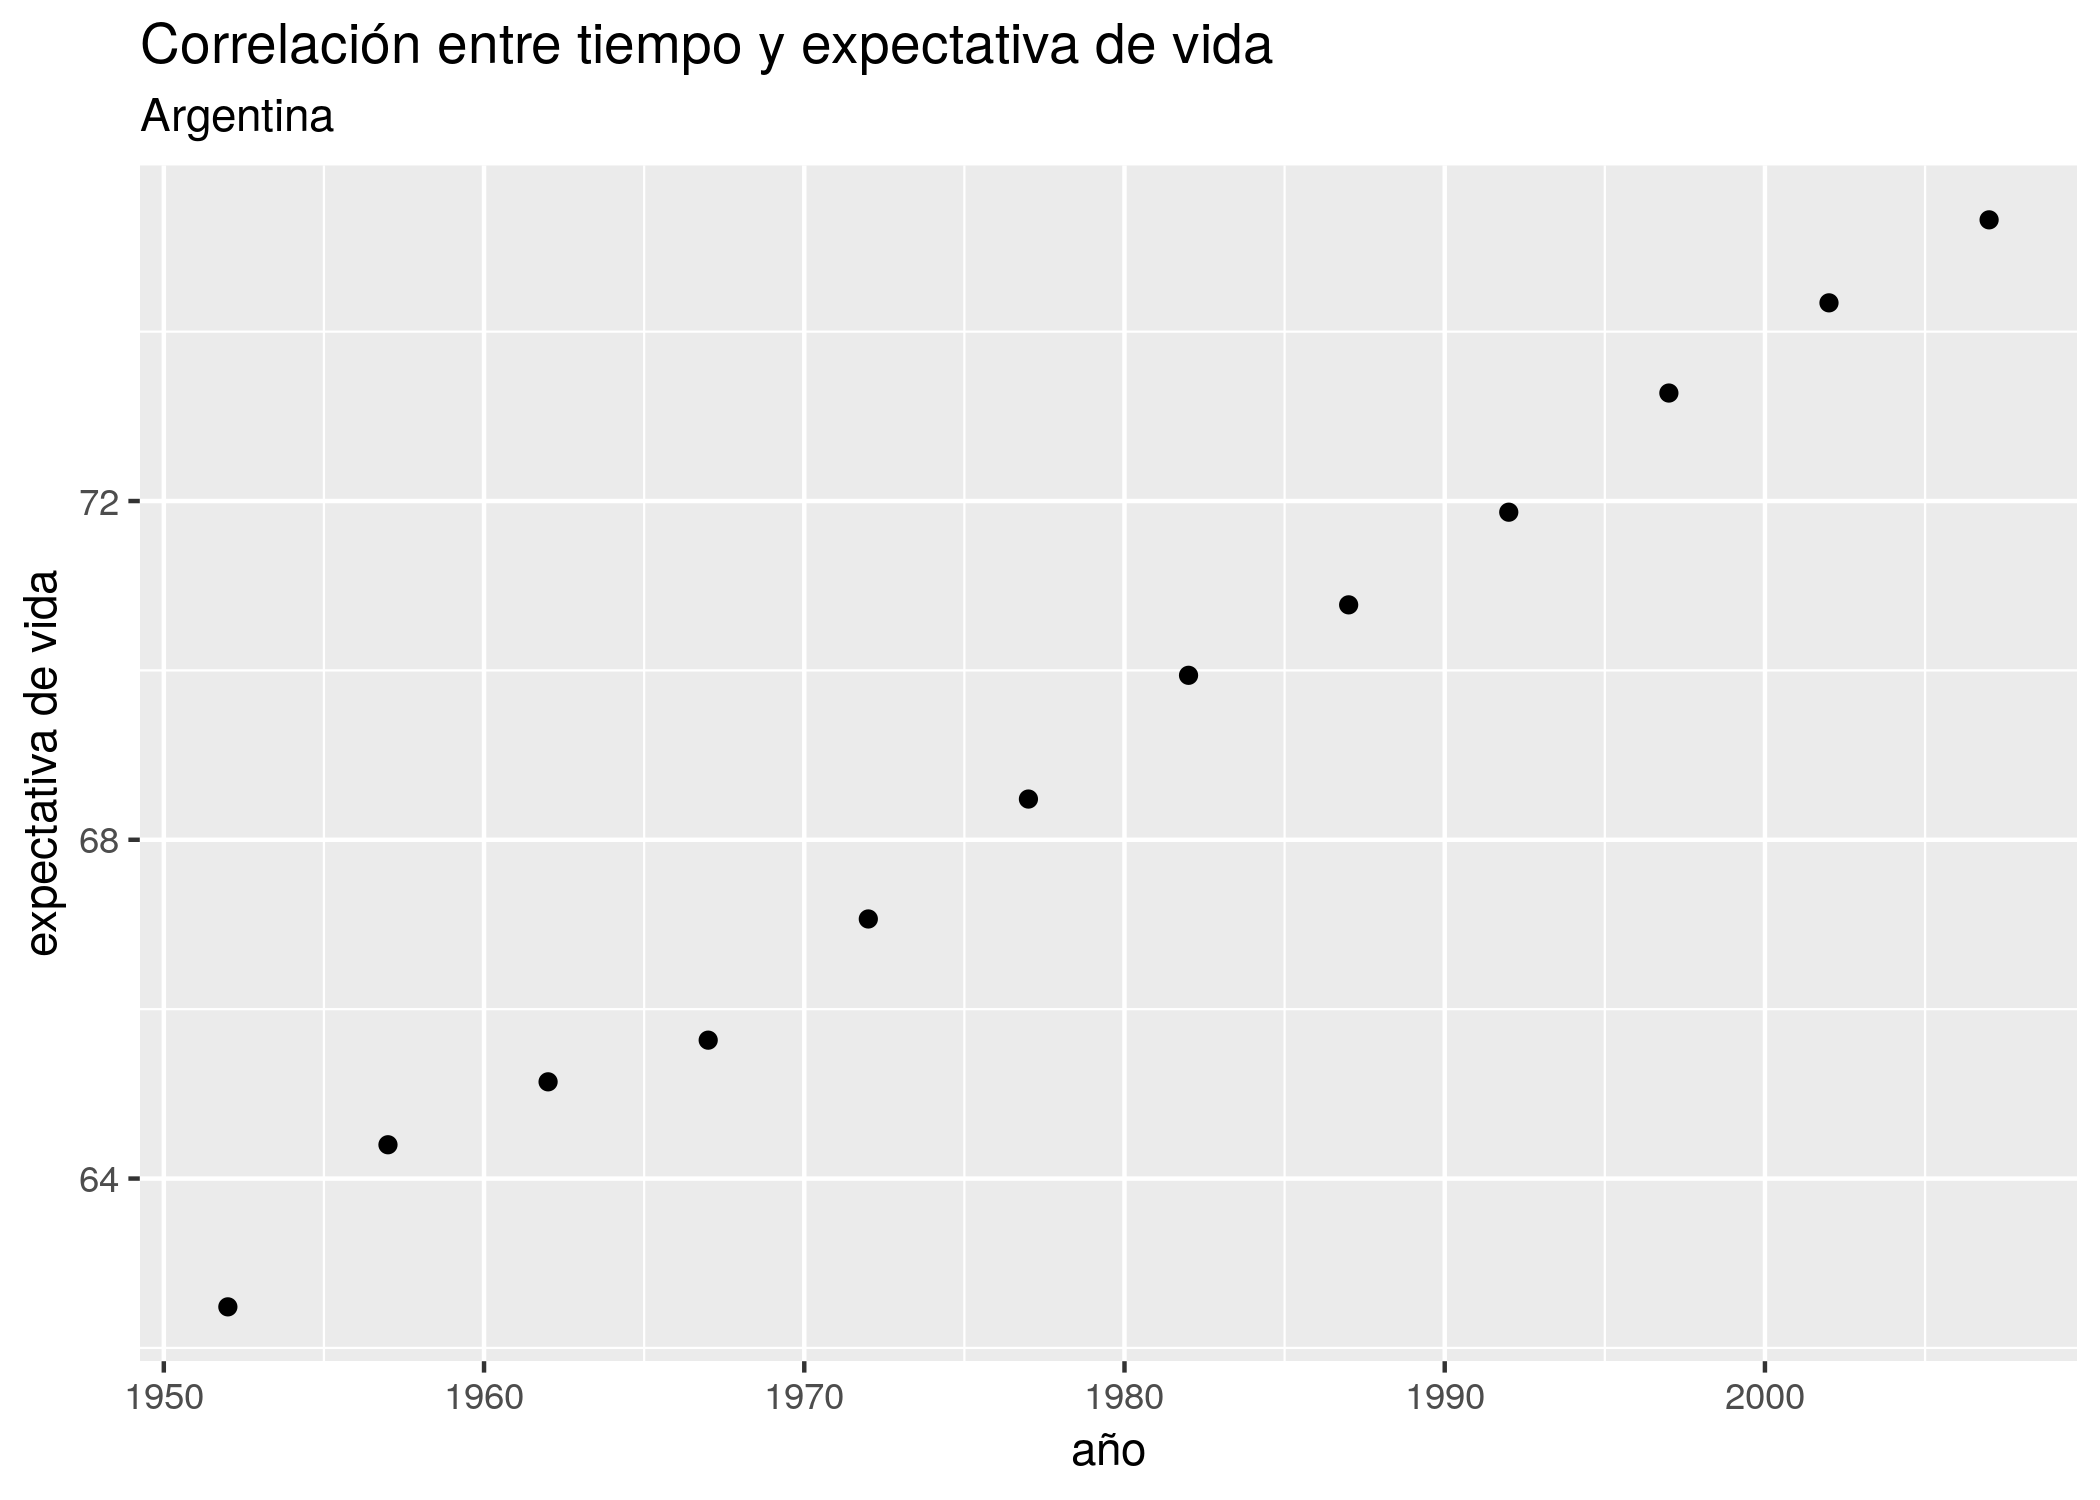 Correlación entre tiempo y expectativa de vida
Argentina
expectativa de vida
72
68
64
1950 1960 1970 1980 1990 2000
año